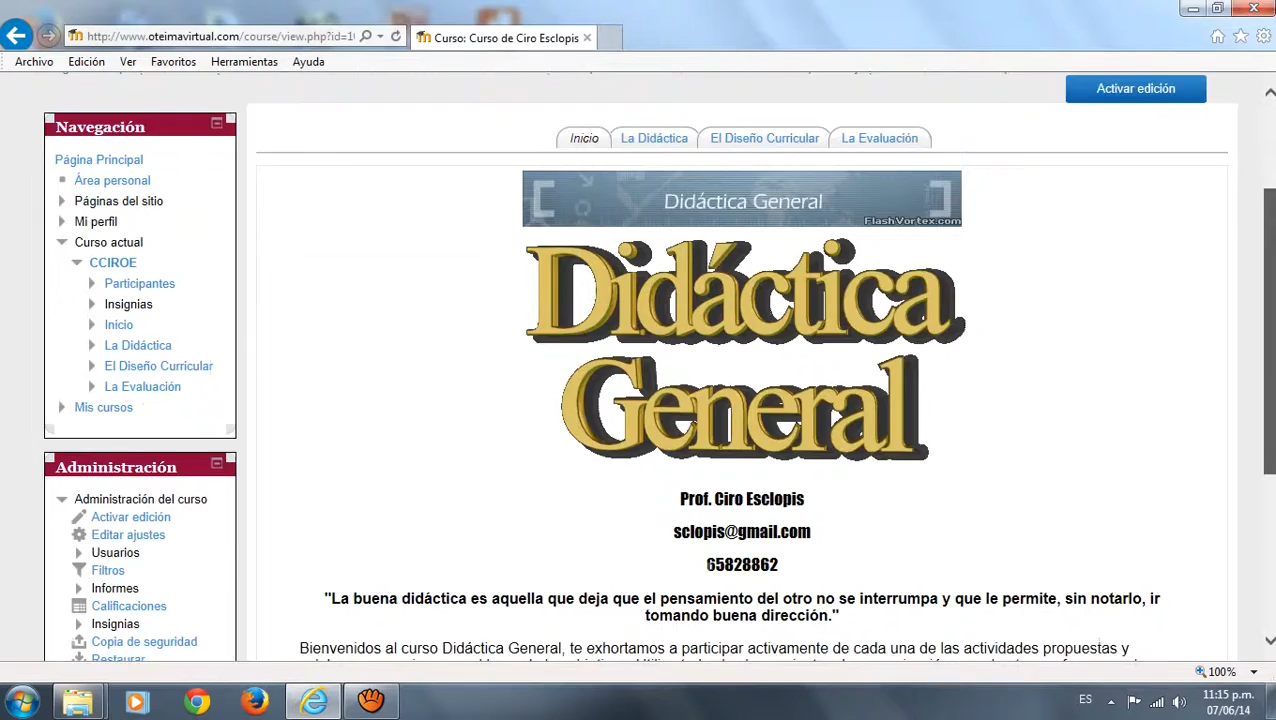 http://www.oteimavirtual.com/course/view.php?id=1
Curso: Curso de Ciro Esclopis
Archivo Edición Ver Favoritos Herramientas Ayuda
Activar edición
Navegación
Página Principal
Área personal
Páginas del sitio
Mi perfil
Curso actual
CCIROE
Participantes
Insignias
Inicio
La Didáctica
El Diseño Curricular
La Evaluación
Mis cursos
Administración
Administración del curso
Activar edición
Editar ajustes
Usuarios
Filtros
Informes
Calificaciones
Insignias
Copia de seguridad
Restaurar
Inicio La Didáctica El Diseño Curricular La Evaluación
Didáctica General
FlashVortex.com
Didáctica
General
Prof. Ciro Esclopis
sclopis@gmail.com
65828862
"La buena didáctica es aquella que deja que el pensamiento del otro no se interrumpa y que le permite, sin notarlo, ir
tomando buena dirección."
Bienvenidos al curso Didáctica General, te exhortamos a participar activamente de cada una de las actividades propuestas y
100%
ES
11:15 p.m.
07/06/14